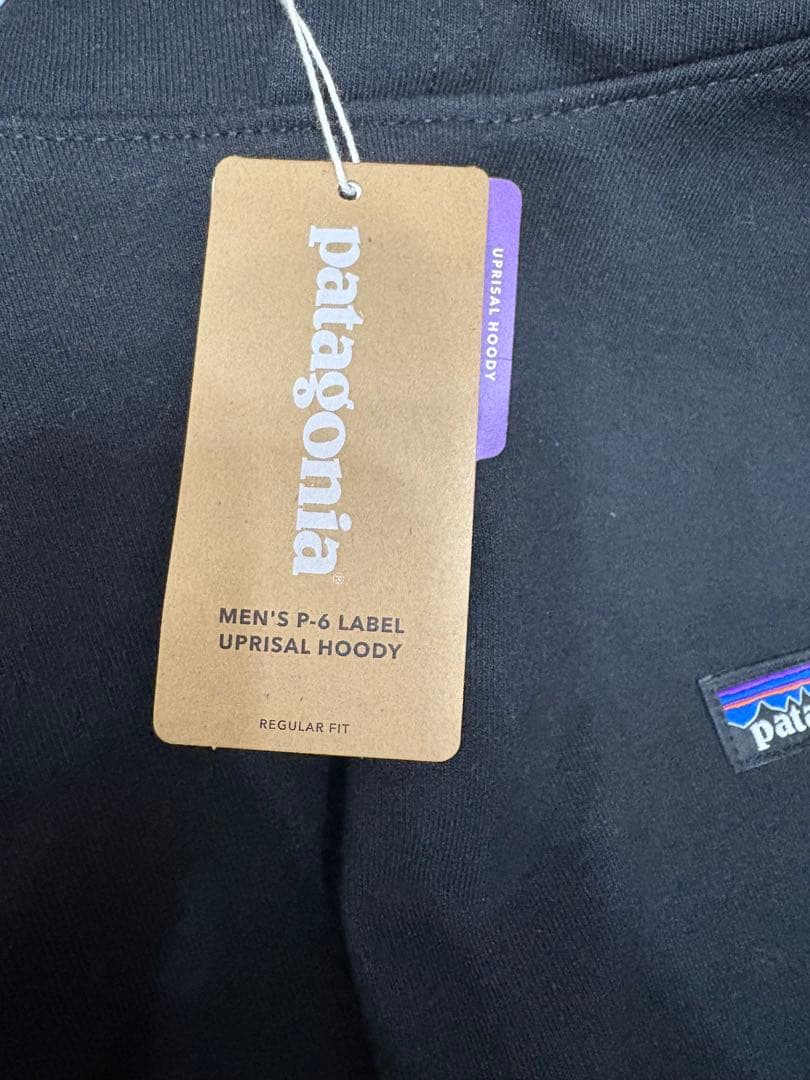 patagonia®
UPRISAL HOODY
MEN'S P-6 LABEL
UPRISAL HOODY
REGULAR FIT
pata